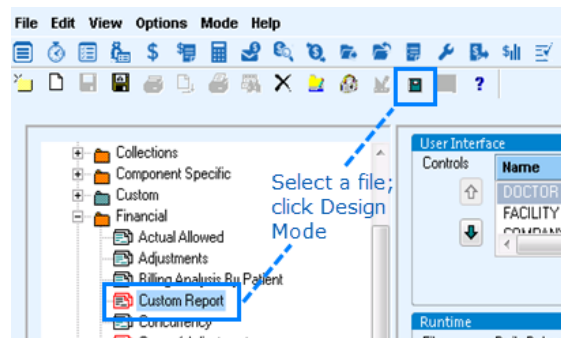 File Edit View Options Mode Help
$
$
?
Collections
Component Specific
Custom
Financial
Actual Allowed
Adjustments
Billing Analysis By Patient
Custom Report
Concurrency
Select a file;
click Design
Mode
User Interface
Controls
Name
DOCTOR
FACILITY
COMPANY
Runtime